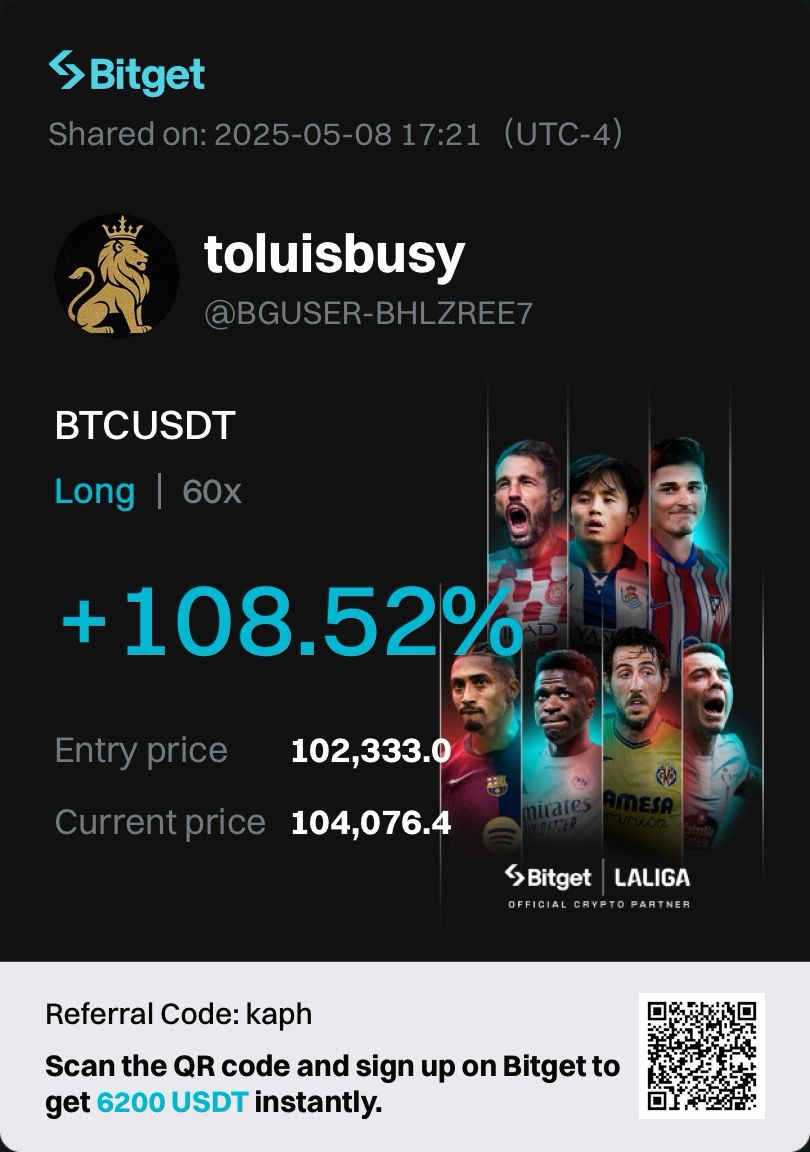 Bitget
Shared on: 2025-05-08 17:21 (UTC-4)
toluisbusy
@BGUSER-BHLZREE7
BTCUSDT
Long | 60x
+108.52%
Entry price 102,333.0
Current price 104,076.4
mirates
AMESA
Bitget | LALIGA
OFFICIAL CRYPTO PARTNER
Referral Code: kaph
Scan the QR code and sign up on Bitget to
get 6200 USDT instantly.